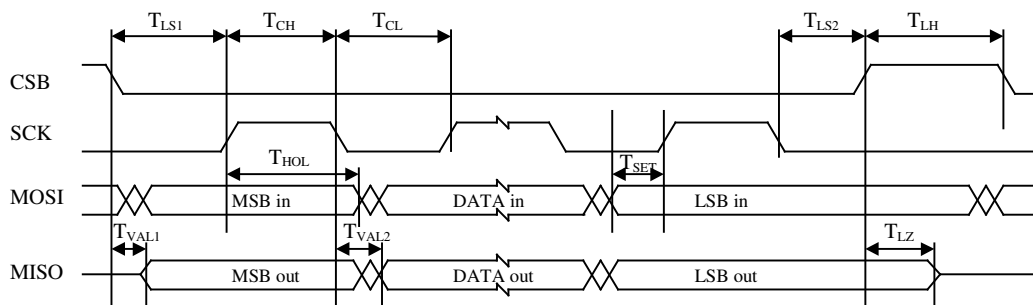 TLS1 TCH TCL TLS2 TLH
CSB
SCK
THOL TSET
MOSI MSB in DATA in LSB in
TVAL1 TVAL2 TLZ
MISO MSB out DATA out LSB out